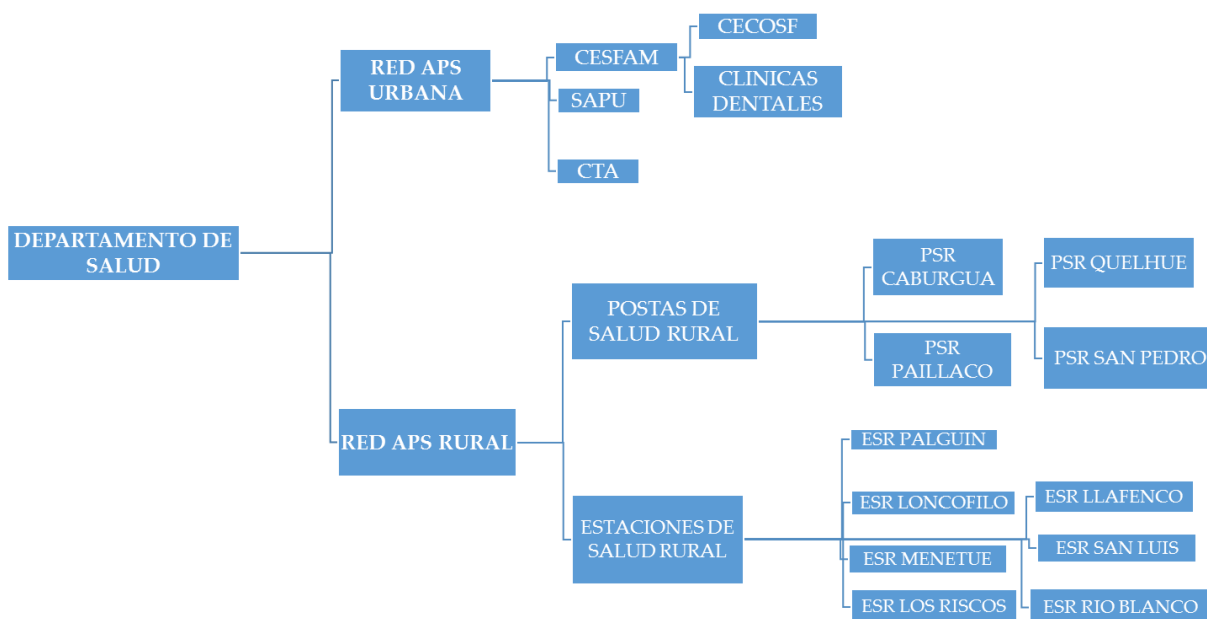 DEPARTAMENTO DE
SALUD
RED APS
URBANA
CESFAM
CECOSF
CLINICAS
DENTALES
SAPU
CTA
RED APS RURAL
POSTAS DE
SALUD RURAL
PSR
CABURGUA
PSR QUELHUE
PSR
PAILLACO
PSR SAN PEDRO
ESTACIONES DE
SALUD RURAL
ESR PALGUIN
ESR LONCOFILO
ESR LLAFENCO
ESR MENETUE
ESR SAN LUIS
ESR LOS RISCOS
ESR RIO BLANCO